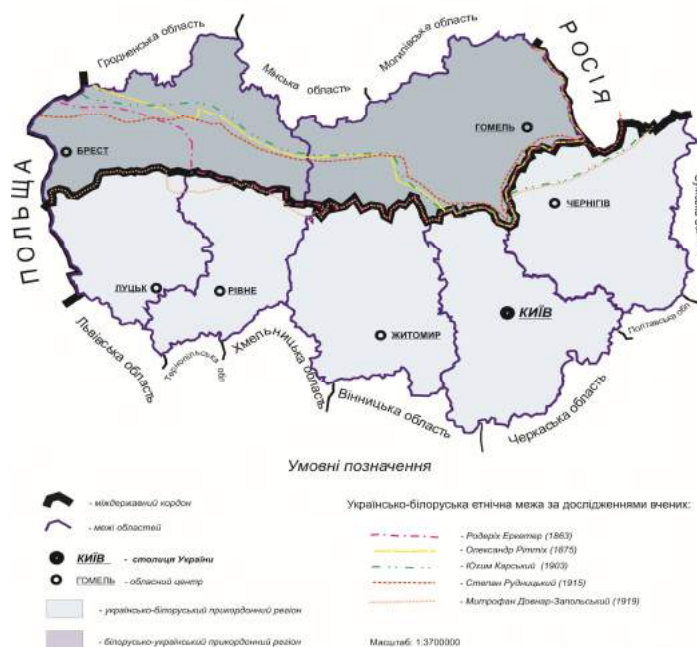 Гродненська область
Мінська область
Могилівська область
РОСІЯ
ПОЛЬЩА
БРЕСТ
ГОМЕЛЬ
ЧЕРНІГІВ
ЛУЦЬК
РІВНЕ
ЖИТОМИР
КИЇВ
Львівська область
Тернопільська обл
Хмельницька область
Вінницька область
Черкаська область
Полтавська обл
Умовні позначення
- міждержавний кордон
- межі областей
КИЇВ - столиця України
ГОМЕЛЬ - обласний центр
- українсько-білоруський прикордонний регіон
- білорусько-український прикордонний регіон
Українсько-білоруська етнічна межа за дослідженнями вчених:
- Родеріх Еркетер (1863)
- Олександр Ріттіх (1875)
- Юхим Карський (1903)
- Степан Рудницький (1915)
- Митрофан Довнар-Запольський (1919)
Масштаб: 1:3700000